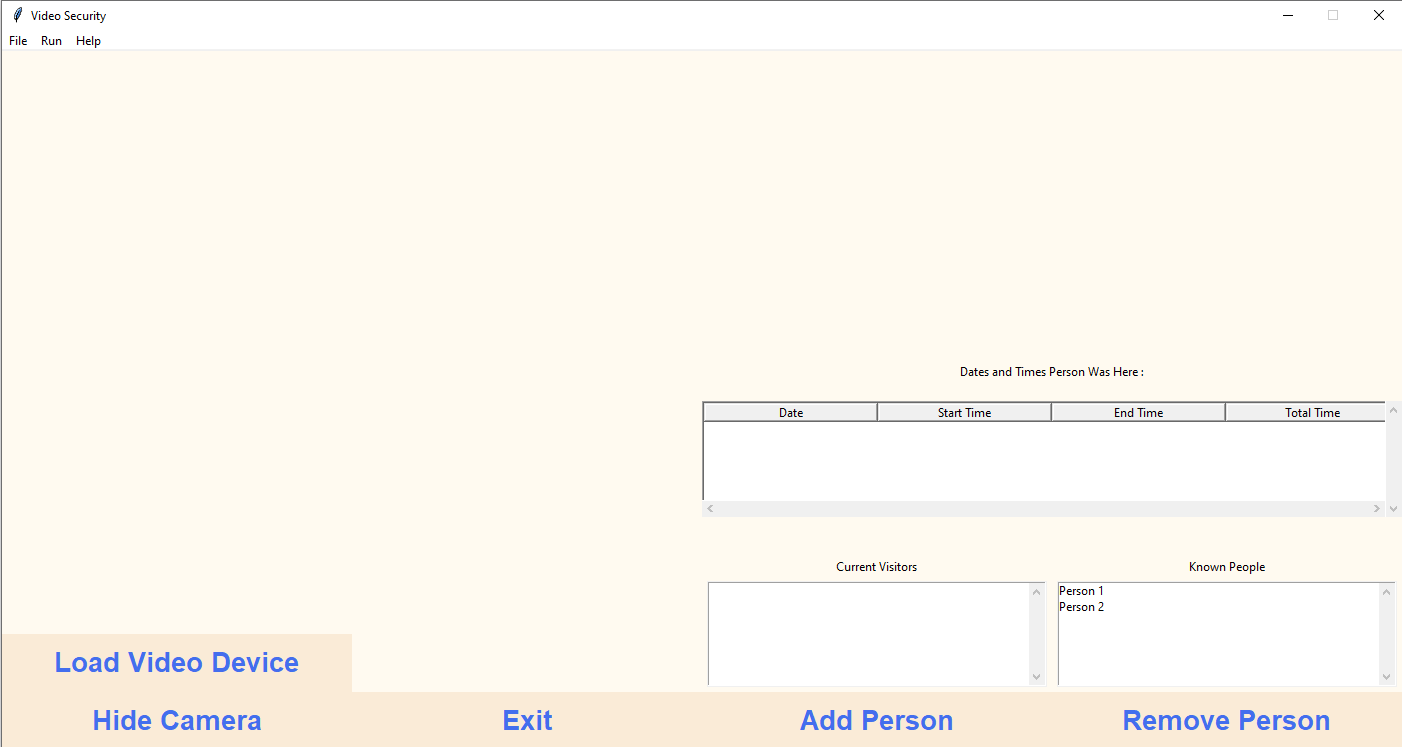 Video Security
File Run Help
Dates and Times Person Was Here :
Date Start Time End Time Total Time
Current Visitors Known People
Person 1
Person 2
Load Video Device
Hide Camera Exit Add Person Remove Person